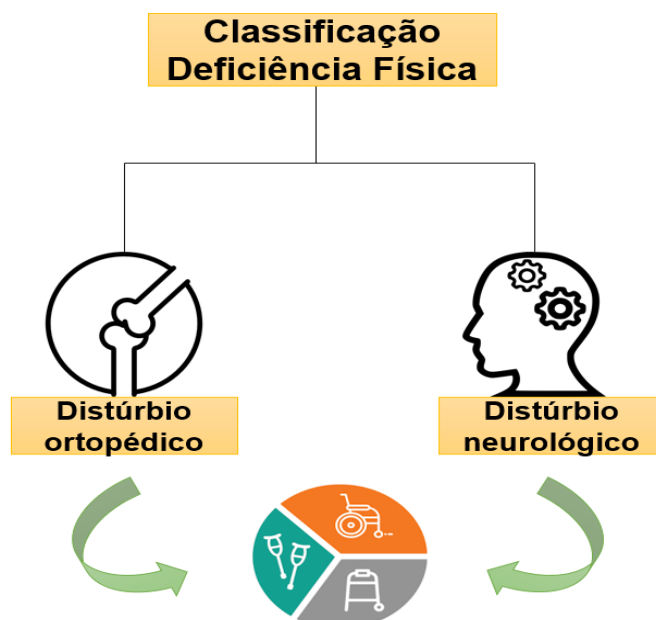 Classificação
Deficiência Física
Distúrbio
ortopédico
Distúrbio
neurológico